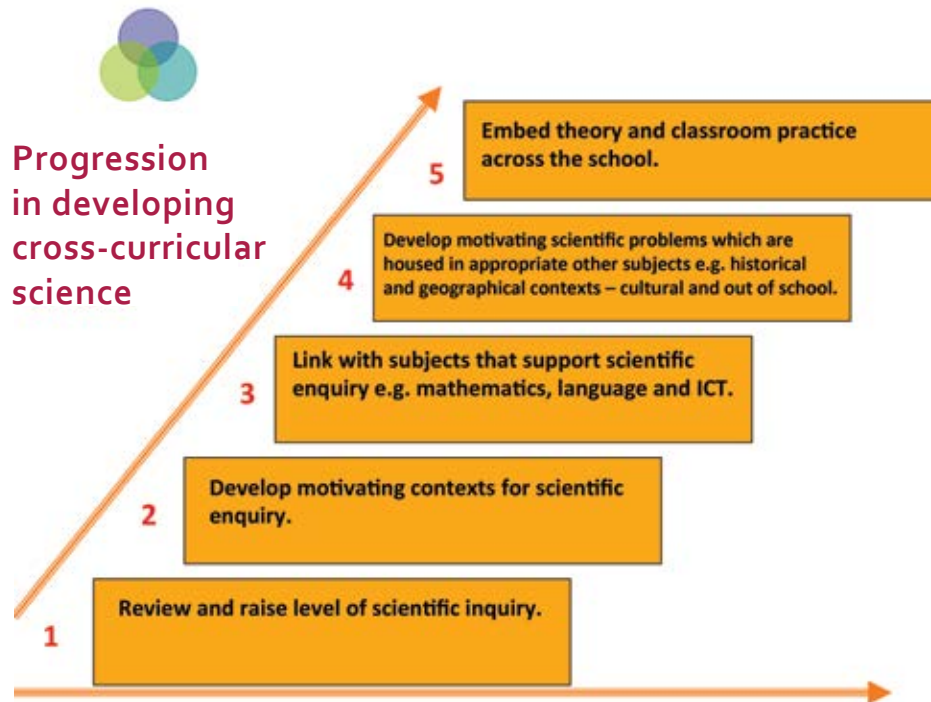 Progression
in developing
cross-curricular
science
5
Embed theory and classroom practice
across the school.
4
Develop motivating scientific problems which are
housed in appropriate other subjects e.g. historical
and geographical contexts – cultural and out of school.
3
Link with subjects that support scientific
enquiry e.g. mathematics, language and ICT.
2
Develop motivating contexts for scientific
enquiry.
1
Review and raise level of scientific inquiry.